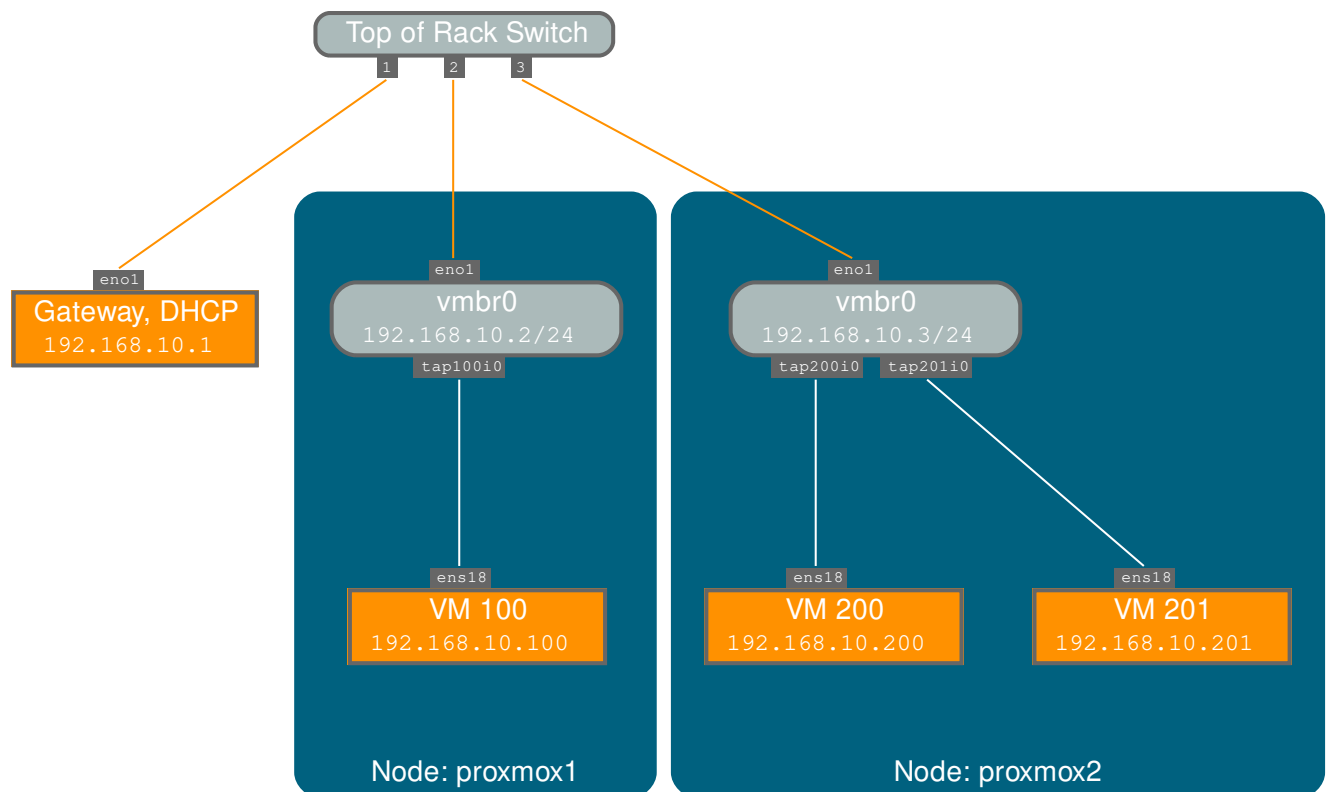 Top of Rack Switch
1 2 3
eno1
Gateway, DHCP
192.168.10.1
eno1
vmbr0
192.168.10.2/24
tap100i0
ens18
VM 100
192.168.10.100
Node: proxmox1
eno1
vmbr0
192.168.10.3/24
tap200i0 tap201i0
ens18
VM 200
192.168.10.200
ens18
VM 201
192.168.10.201
Node: proxmox2